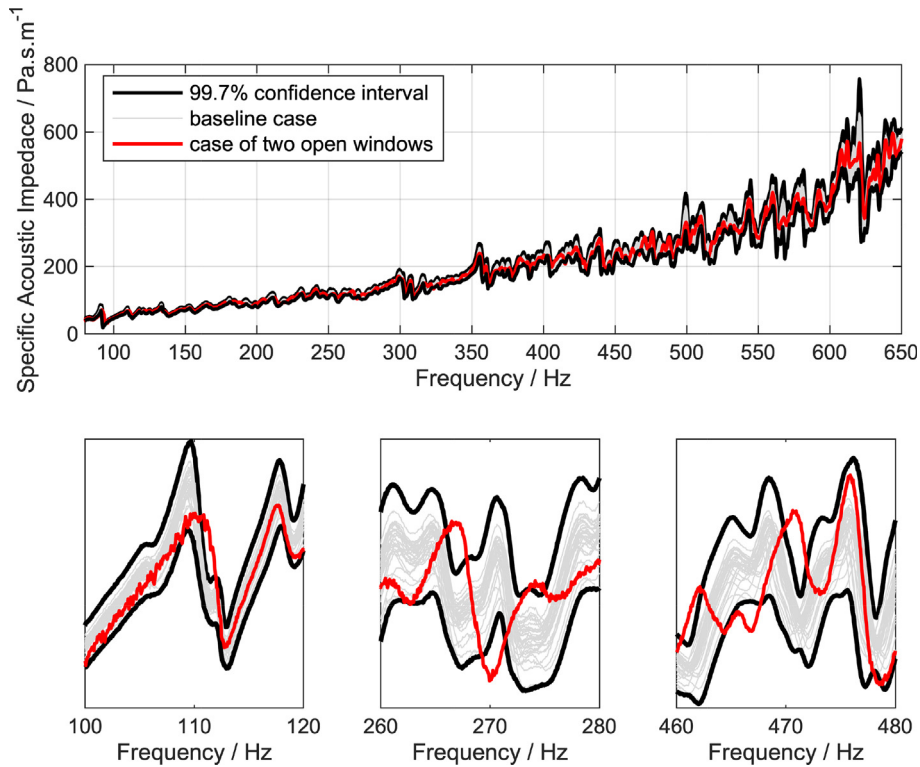 Specific Acoustic Impedace / Pa.s.m-1
800
600
400
200
0
99.7% confidence interval
baseline case
case of two open windows
100 150 200 250 300 350 400 450 500 550 600 650
Frequency / Hz
100 110 120
Frequency / Hz
260 270 280
Frequency / Hz
460 470 480
Frequency / Hz